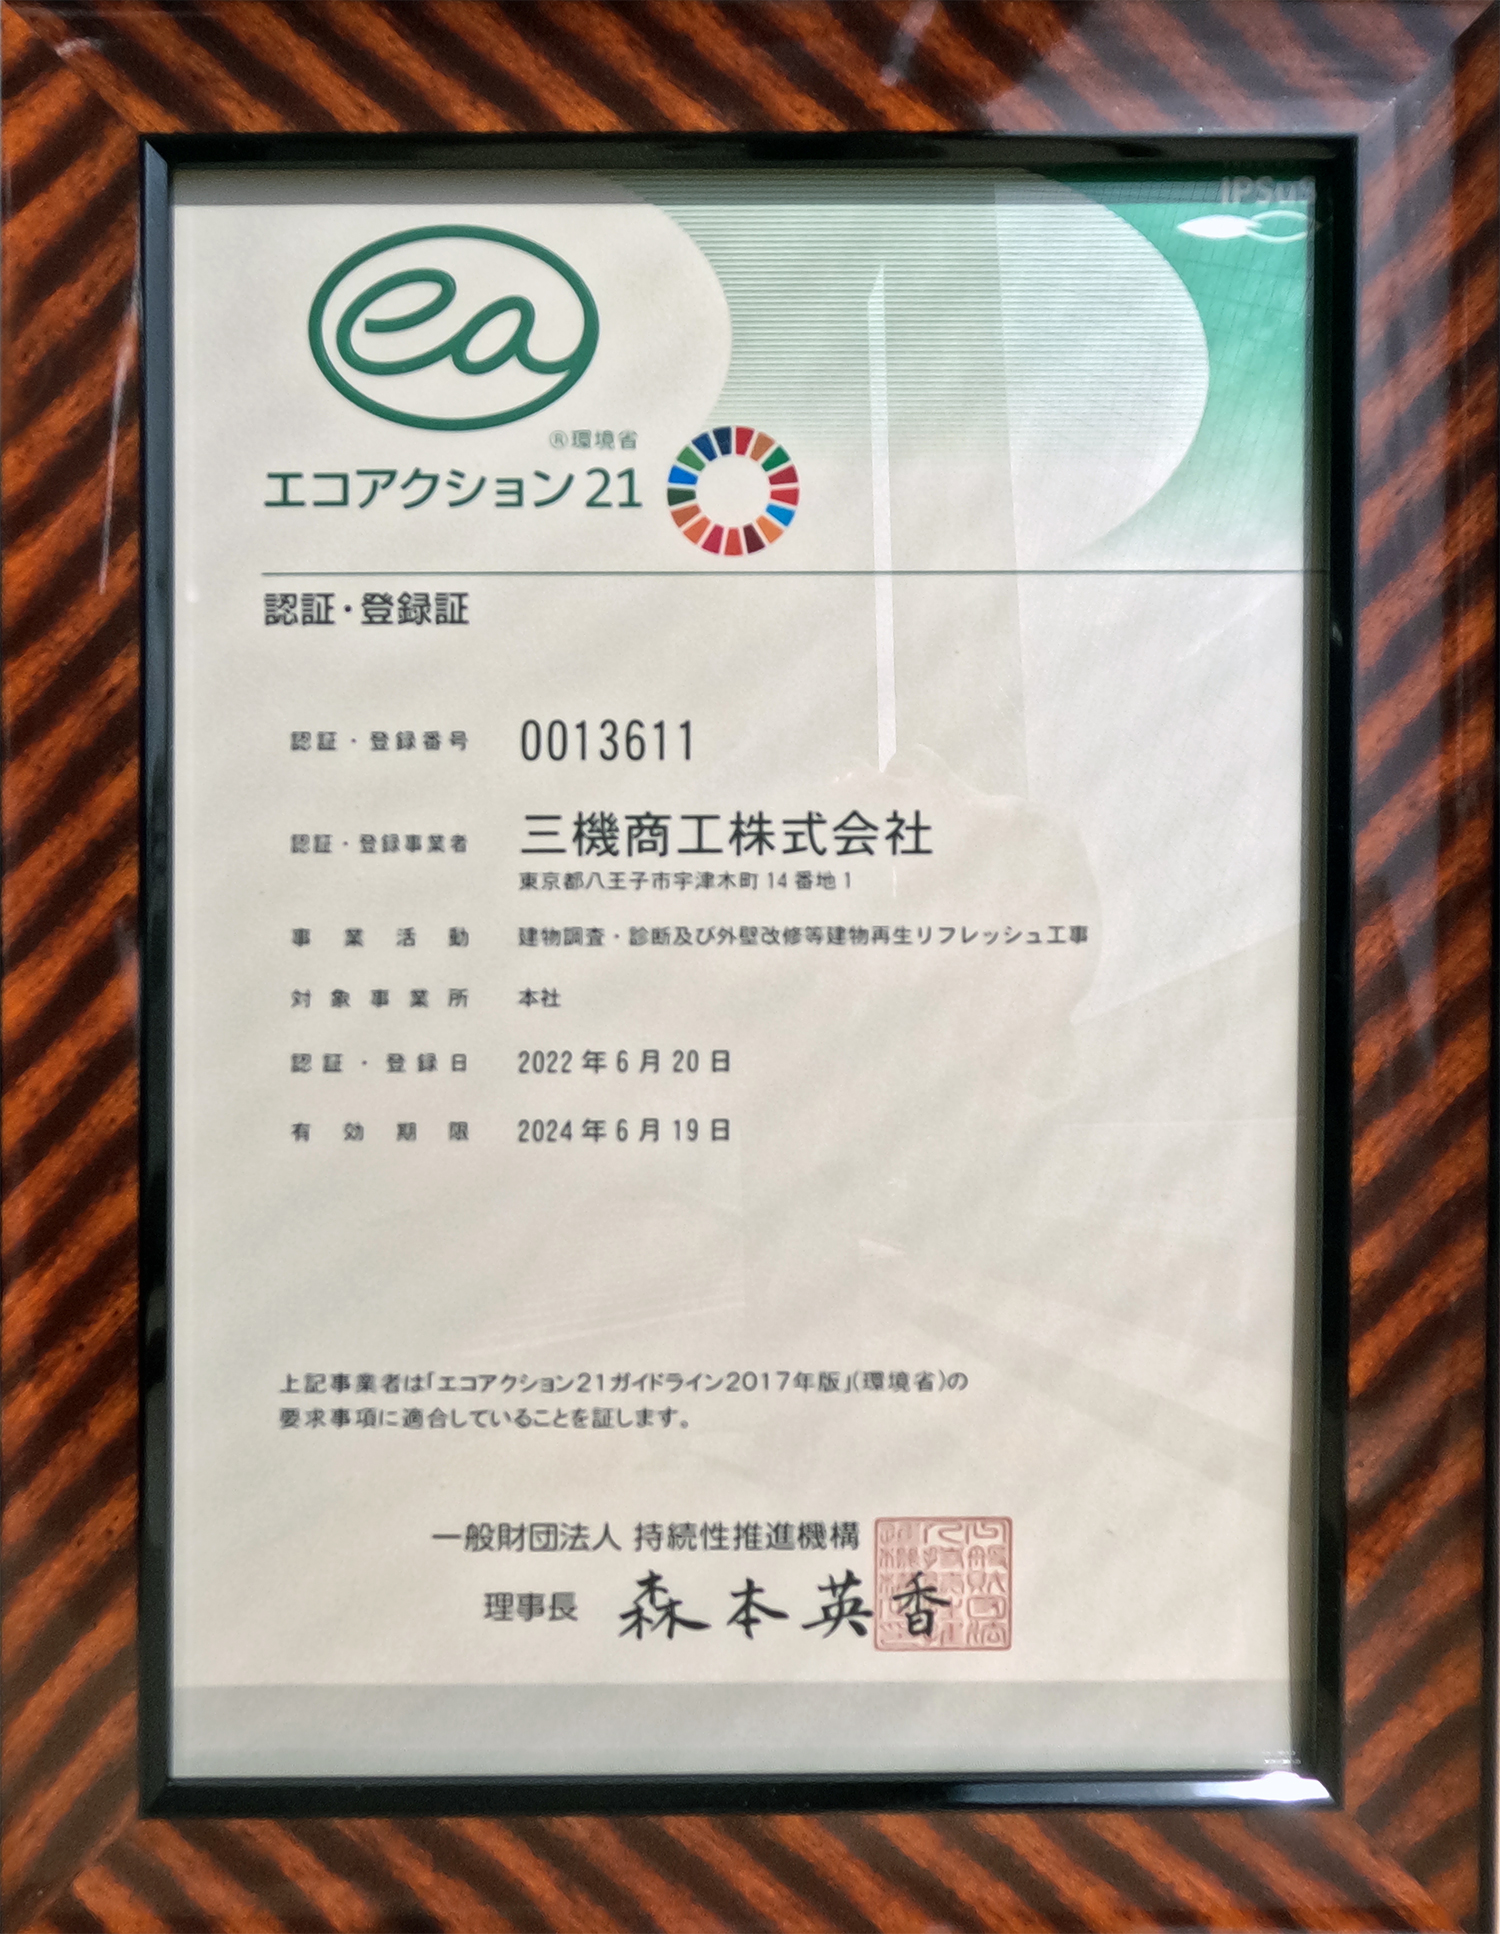 IPSuS
ea
®環境省
エコアクション21
認証・登録証
認証・登録番号 0013611
認証・登録事業者 三機商工株式会社
東京都八王子市宇津木町14番地1
事業活動 建物調査・診断及び外壁改修等建物再生リフレッシュ工事
対象事業所 本社
認証・登録日 2022年6月20日
有効期限 2024年6月19日
上記事業者は「エコアクション21ガイドライン2017年版」(環境省)の
要求事項に適合していることを証します。
一般財団法人 持続性推進機構
理事長 森本英香